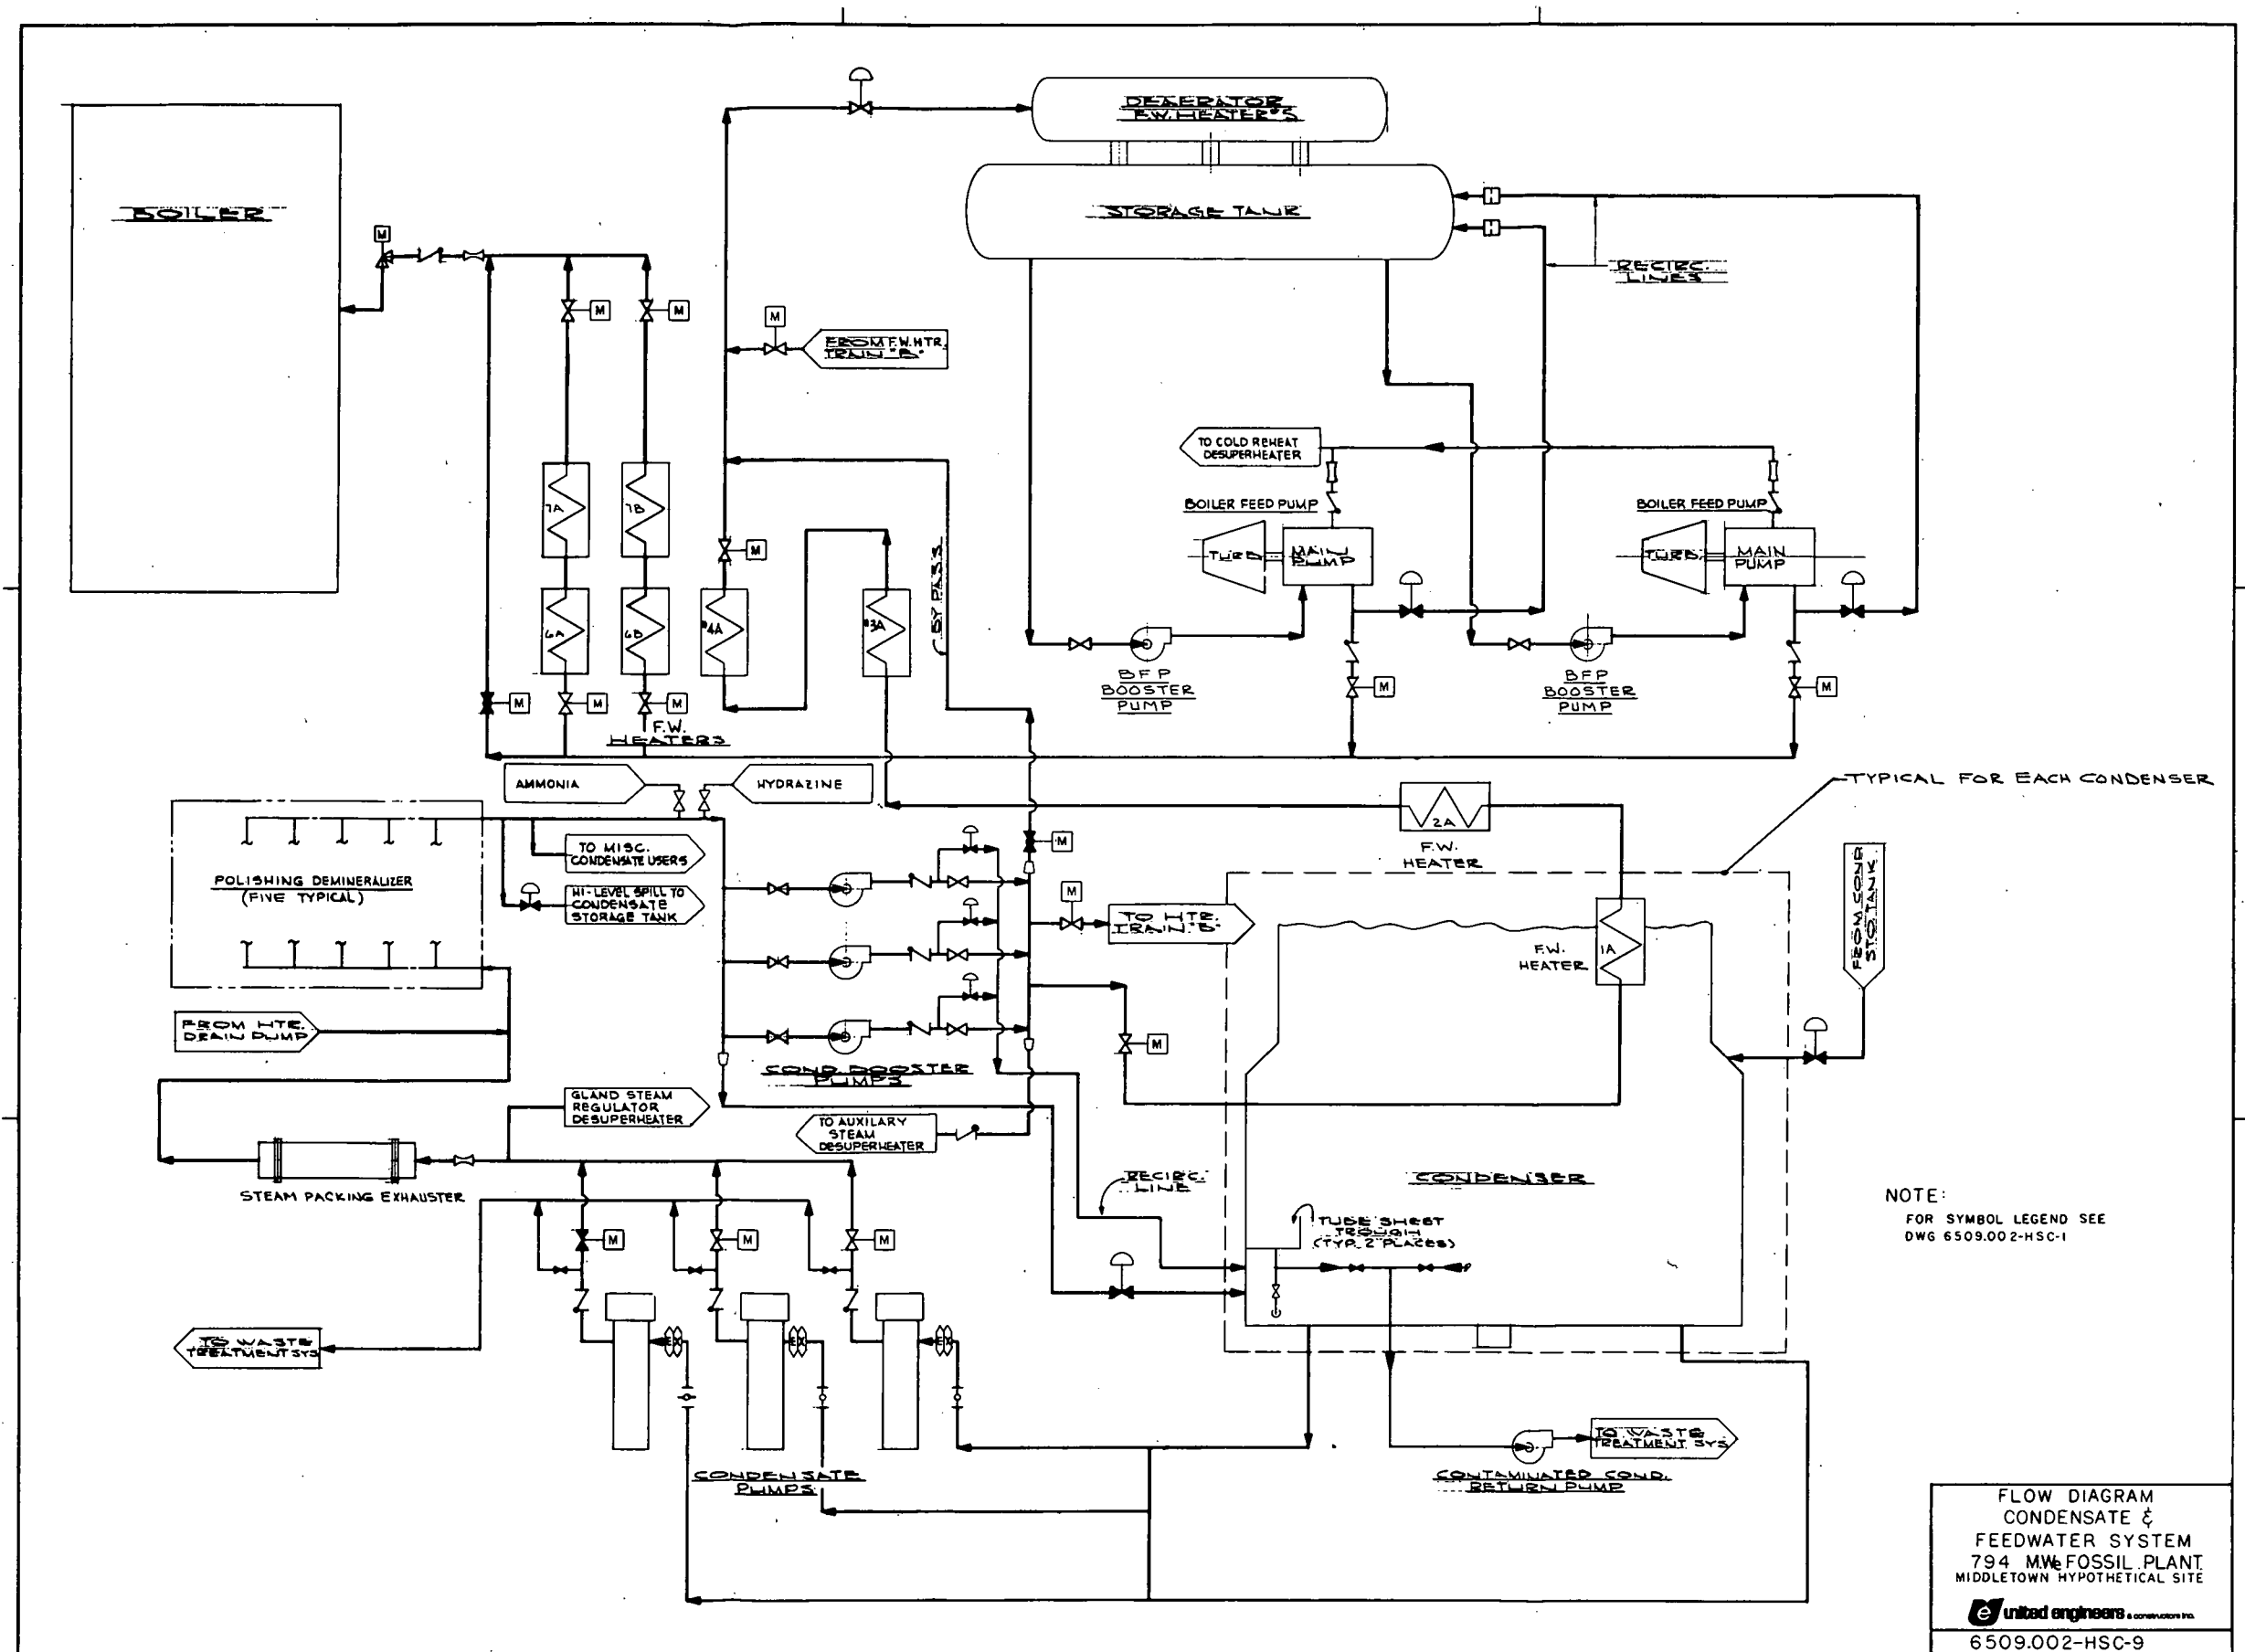 DEAERATOR
F.W. HEATER #5
BOILER
STORAGE TANK
M
RECIRC.
LINES
M
M
M
FROM F.W. HTR.
TRAIN "B"
TO COLD REHEAT
DESUPERHEATER
BOILER FEED PUMP
BOILER FEED PUMP
7A
7B
M
TURB.
MAIN
PUMP
TURB.
MAIN
PUMP
BYPASS
6A
6B
#4A
#3A
BFP
BOOSTER
PUMP
M
BFP
BOOSTER
PUMP
M
M
M
M
F.W.
HEATERS
AMMONIA
HYDRAZINE
TYPICAL FOR EACH CONDENSER
2A
F.W.
HEATER
TO MISC.
CONDENSATE USERS
M
POLISHING DEMINERALIZER
(FIVE TYPICAL)
HI-LEVEL SPILL TO
CONDENSATE
STORAGE TANK
M
TO HTR.
TRAIN "B"
FROM COND
STO. TANK
F.W.
HEATER
1A
FROM HTR.
DRAIN PUMP
M
COND. BOOSTER
PUMPS
GLAND STEAM
REGULATOR
DESUPERHEATER
TO AUXILARY
STEAM
DESUPERHEATER
STEAM PACKING EXHAUSTER
RECIRC.
LINE
CONDENSER
NOTE:
FOR SYMBOL LEGEND SEE
DWG 6509.002-HSC-1
TUBE SHEET
TROUGH
(TYP. 2 PLACES)
M
M
M
TO WASTE
TREATMENT SYS
TO WASTE
TREATMENT SYS
CONDENSATE
PUMPS
CONTAMINATED COND.
RETURN PUMP
FLOW DIAGRAM
CONDENSATE &
FEEDWATER SYSTEM
794 MWe FOSSIL PLANT
MIDDLETOWN HYPOTHETICAL SITE
united engineers & constructors inc.
6509.002-HSC-9